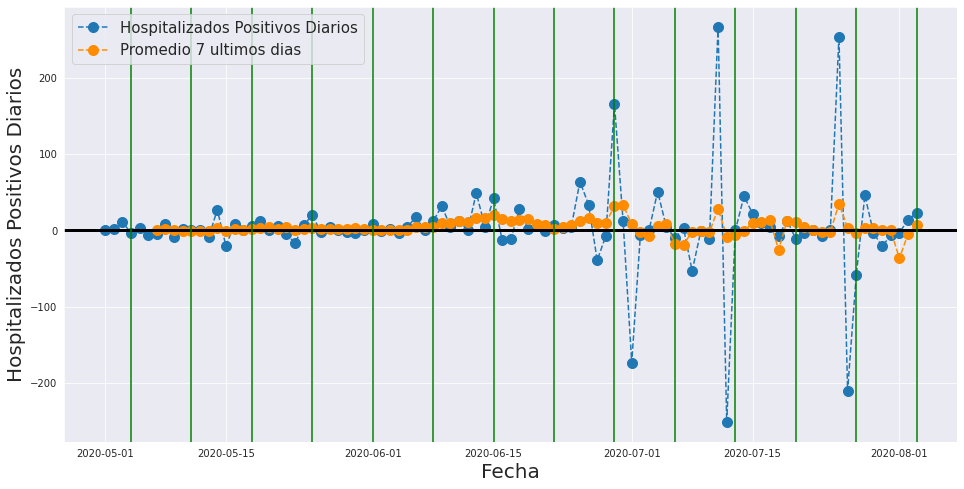 Hospitalizados Positivos Diarios
Promedio 7 ultimos dias
Hospitalizados Positivos Diarios
200
100
0
−100
−200
2020-05-01 2020-05-15 2020-06-01 2020-06-15 2020-07-01 2020-07-15 2020-08-01
Fecha